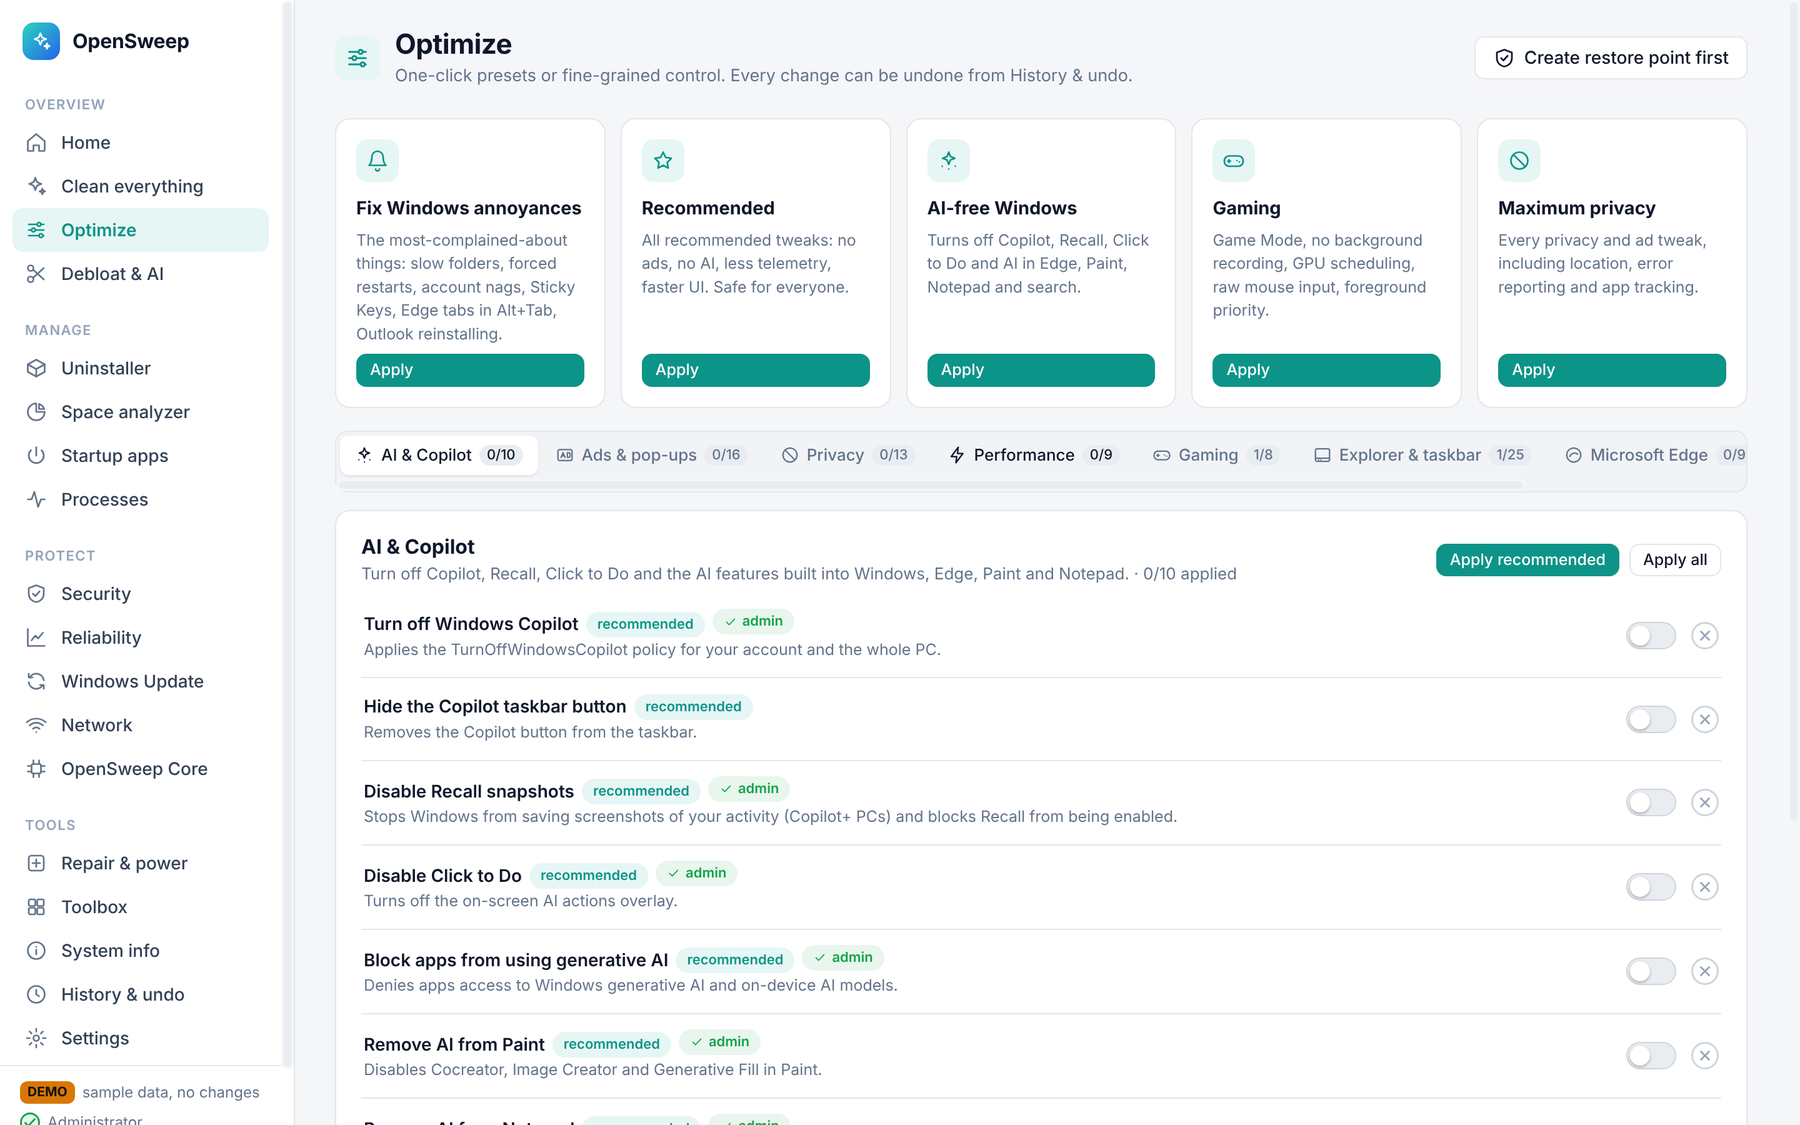 OpenSweep
OVERVIEW
Home
Clean everything
Optimize
Debloat & AI
MANAGE
Uninstaller
Space analyzer
Startup apps
Processes
PROTECT
Security
Reliability
Windows Update
Network
OpenSweep Core
TOOLS
Repair & power
Toolbox
System info
History & undo
Settings
DEMO sample data, no changes
Administrator
Optimize
One-click presets or fine-grained control. Every change can be undone from History & undo.
Create restore point first
Fix Windows annoyances
The most-complained-about
things: slow folders, forced
restarts, account nags, Sticky
Keys, Edge tabs in Alt+Tab,
Outlook reinstalling.
Apply
Recommended
All recommended tweaks: no
ads, no AI, less telemetry,
faster UI. Safe for everyone.
Apply
AI-free Windows
Turns off Copilot, Recall, Click
to Do and AI in Edge, Paint,
Notepad and search.
Apply
Gaming
Game Mode, no background
recording, GPU scheduling,
raw mouse input, foreground
priority.
Apply
Maximum privacy
Every privacy and ad tweak,
including location, error
reporting and app tracking.
Apply
AI & Copilot 0/10 AD Ads & pop-ups 0/16 Privacy 0/13 Performance 0/9 Gaming 1/8 Explorer & taskbar 1/25 Microsoft Edge 0/9
AI & Copilot
Turn off Copilot, Recall, Click to Do and the AI features built into Windows, Edge, Paint and Notepad. · 0/10 applied
Apply recommended Apply all
Turn off Windows Copilot recommended admin
Applies the TurnOffWindowsCopilot policy for your account and the whole PC.
Hide the Copilot taskbar button recommended
Removes the Copilot button from the taskbar.
Disable Recall snapshots recommended admin
Stops Windows from saving screenshots of your activity (Copilot+ PCs) and blocks Recall from being enabled.
Disable Click to Do recommended admin
Turns off the on-screen AI actions overlay.
Block apps from using generative AI recommended admin
Denies apps access to Windows generative AI and on-device AI models.
Remove AI from Paint recommended admin
Disables Cocreator, Image Creator and Generative Fill in Paint.